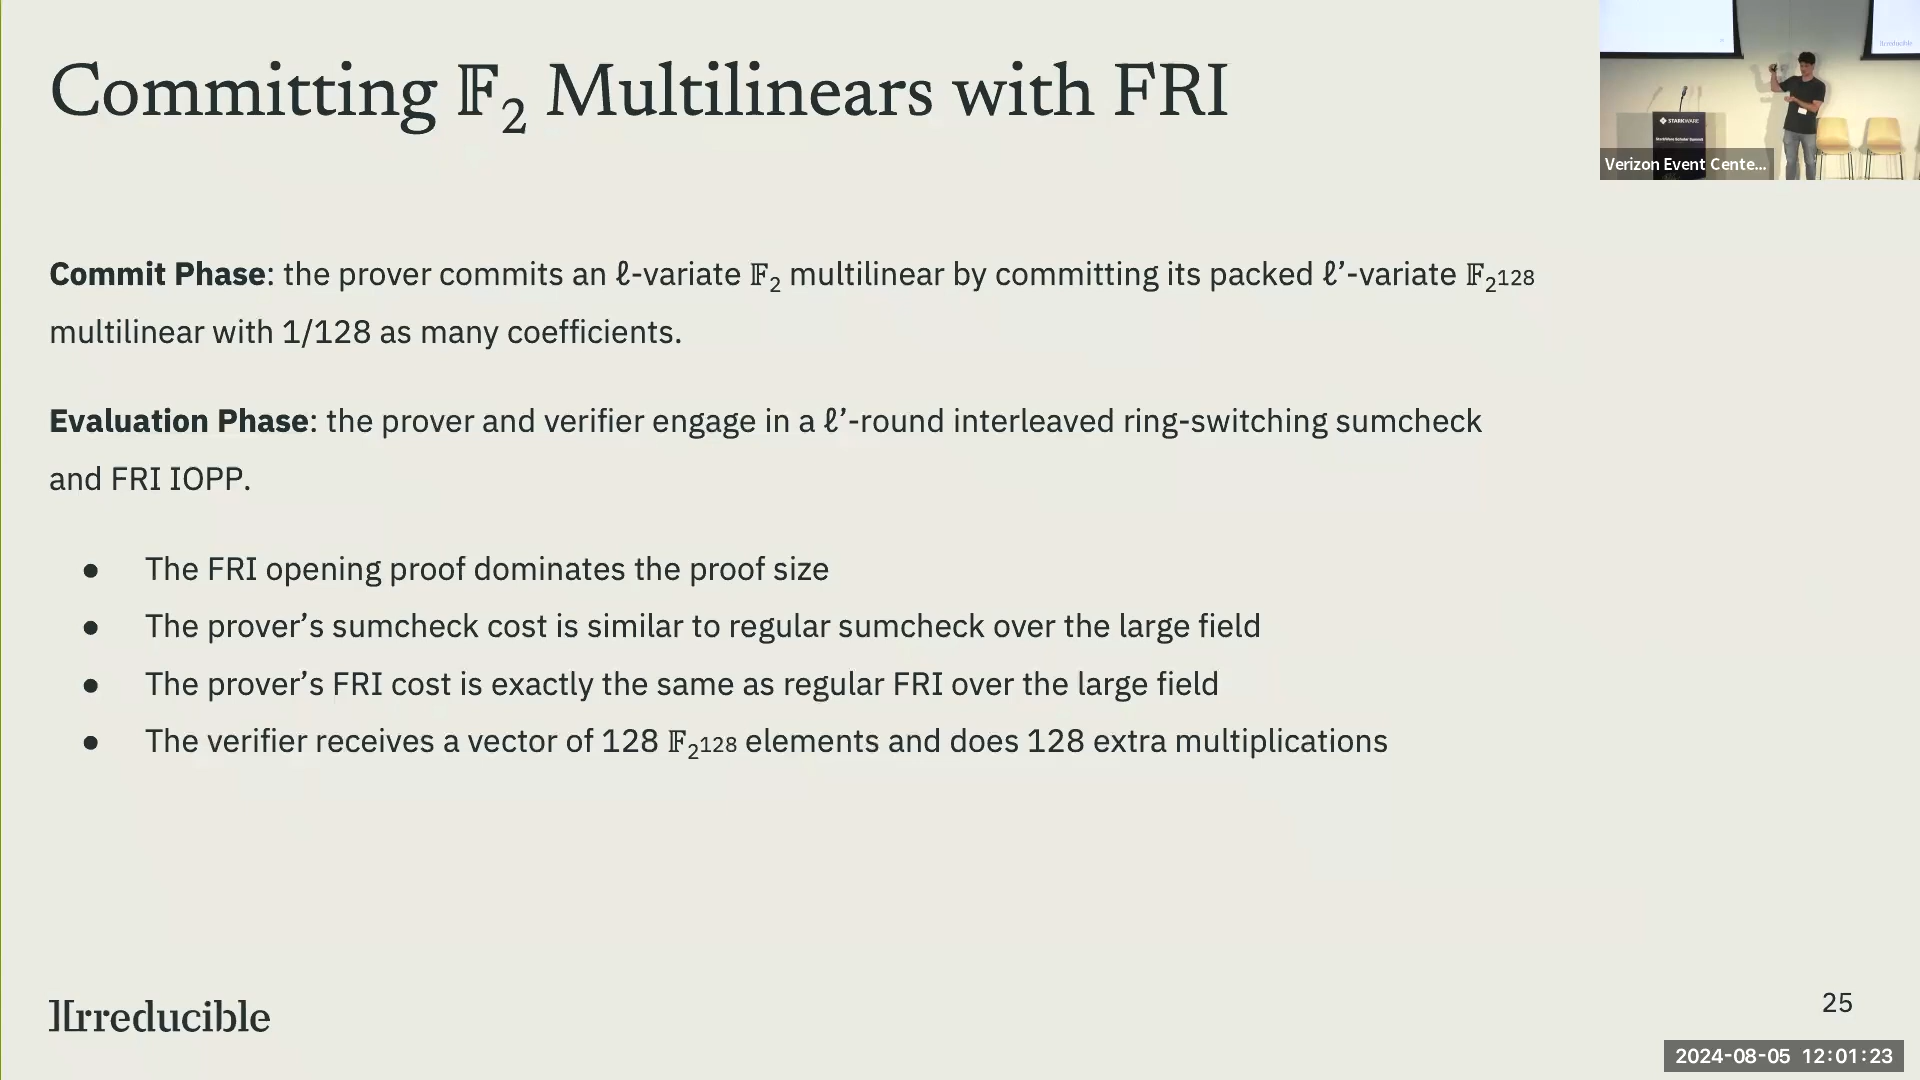 Committing 𝔽₂ Multilinears with FRI
Irreducible
STARKWARE
StarkWare Scholar Summit
Verizon Event Cente...
Commit Phase: the prover commits an ℓ-variate 𝔽₂ multilinear by committing its packed ℓ’-variate 𝔽₂128
multilinear with 1/128 as many coefficients.
Evaluation Phase: the prover and verifier engage in a ℓ’-round interleaved ring-switching sumcheck
and FRI IOPP.
● The FRI opening proof dominates the proof size
● The prover’s sumcheck cost is similar to regular sumcheck over the large field
● The prover’s FRI cost is exactly the same as regular FRI over the large field
● The verifier receives a vector of 128 𝔽₂128 elements and does 128 extra multiplications
Irreducible
25
2024-08-05 12:01:23